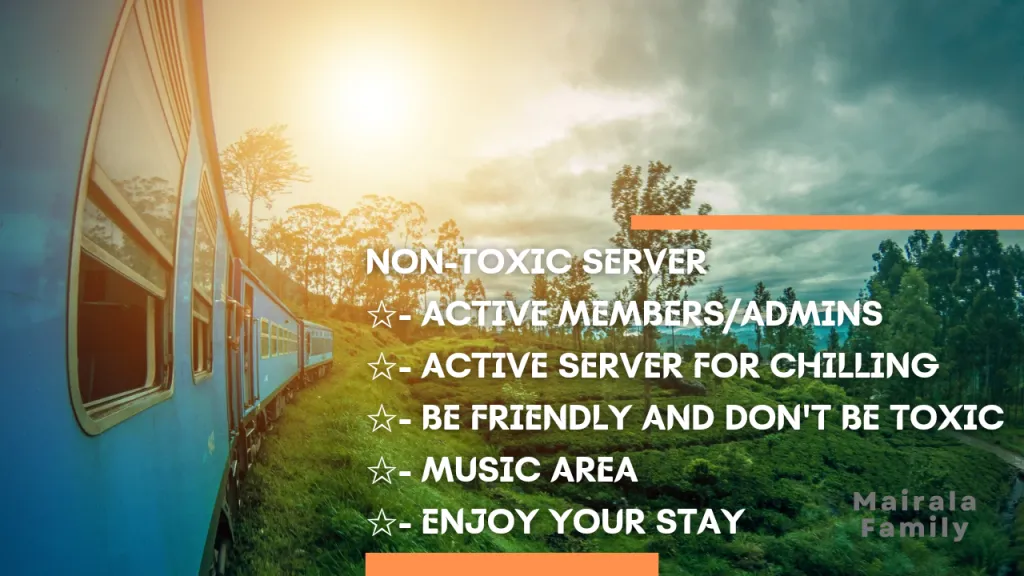 NON-TOXIC SERVER
☆- ACTIVE MEMBERS/ADMINS
☆- ACTIVE SERVER FOR CHILLING
☆- BE FRIENDLY AND DON'T BE TOXIC
☆- MUSIC AREA
☆- ENJOY YOUR STAY
Mairala
Family